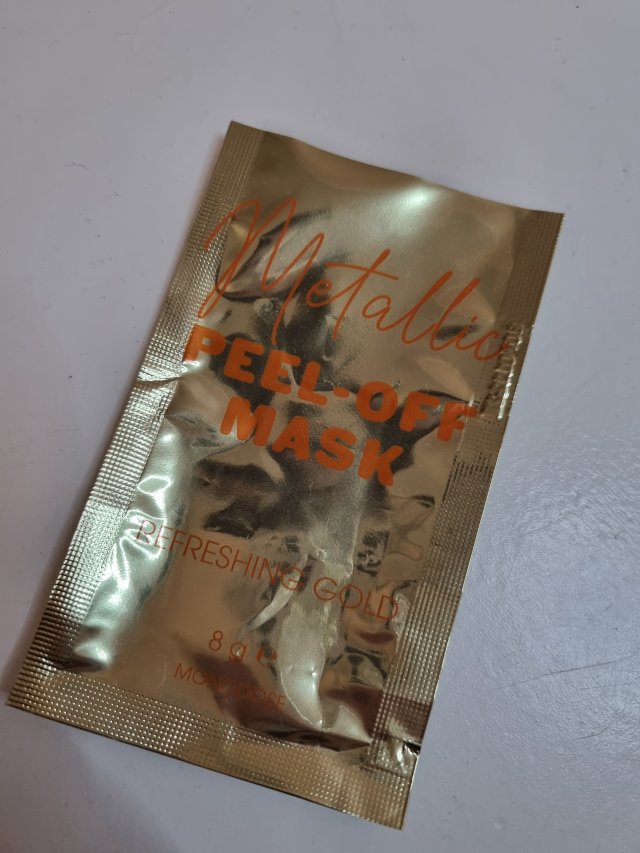 Metallic
PEEL-OFF
MASK
REFRESHING GOLD
8 g e
MONODOSE